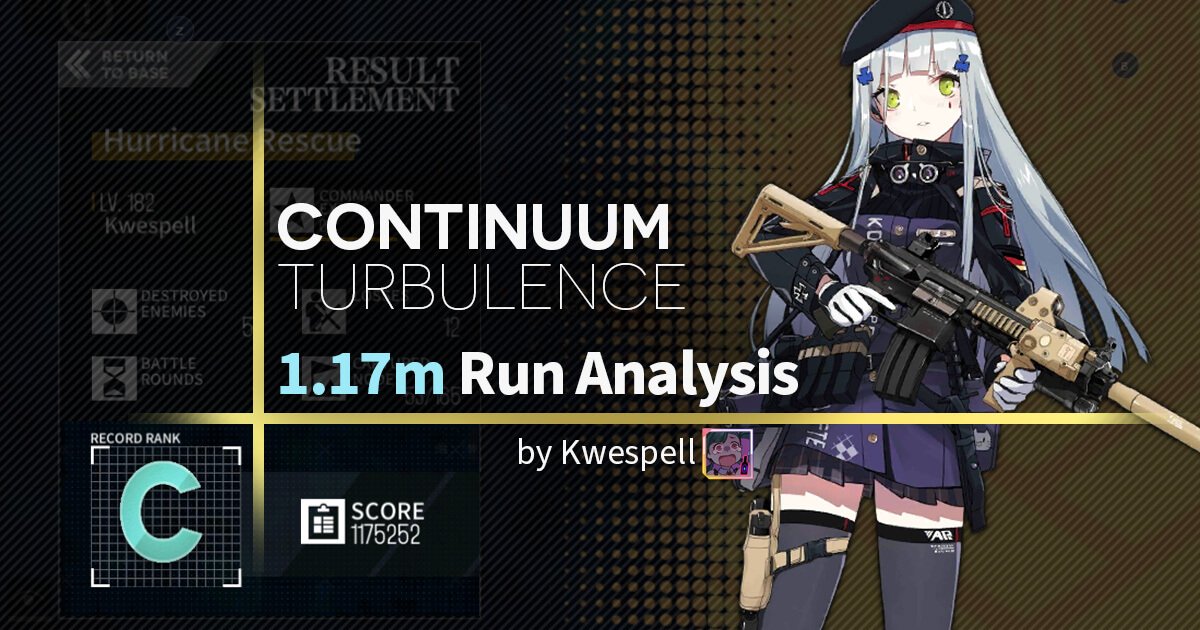 RETURN
TO BASE
RESULT
SETTLEMENT
Hurricane Rescue
LV. 182
Kwespell
COMMANDER
CONTINUUM
TURBULENCE
DESTROYED
ENEMIES
5
12
1.17m Run Analysis
BATTLE
ROUNDS
by Kwespell
RECORD RANK
C
SCORE
1175252